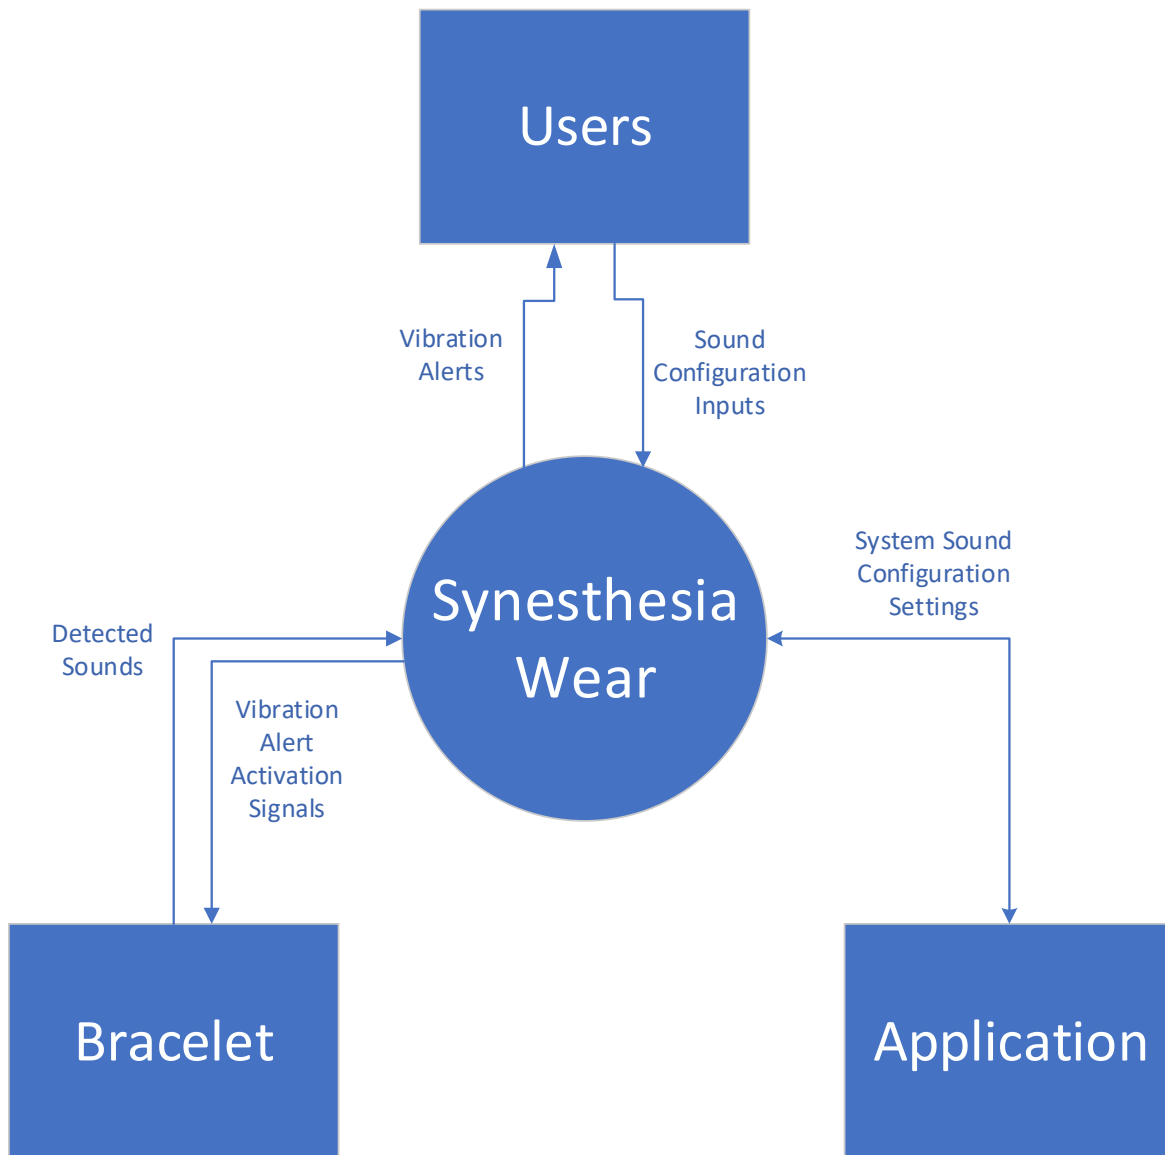 Users
Vibration
Alerts
Sound
Configuration
Inputs
Synesthesia
Wear
System Sound
Configuration
Settings
Detected
Sounds
Vibration
Alert
Activation
Signals
Bracelet
Application